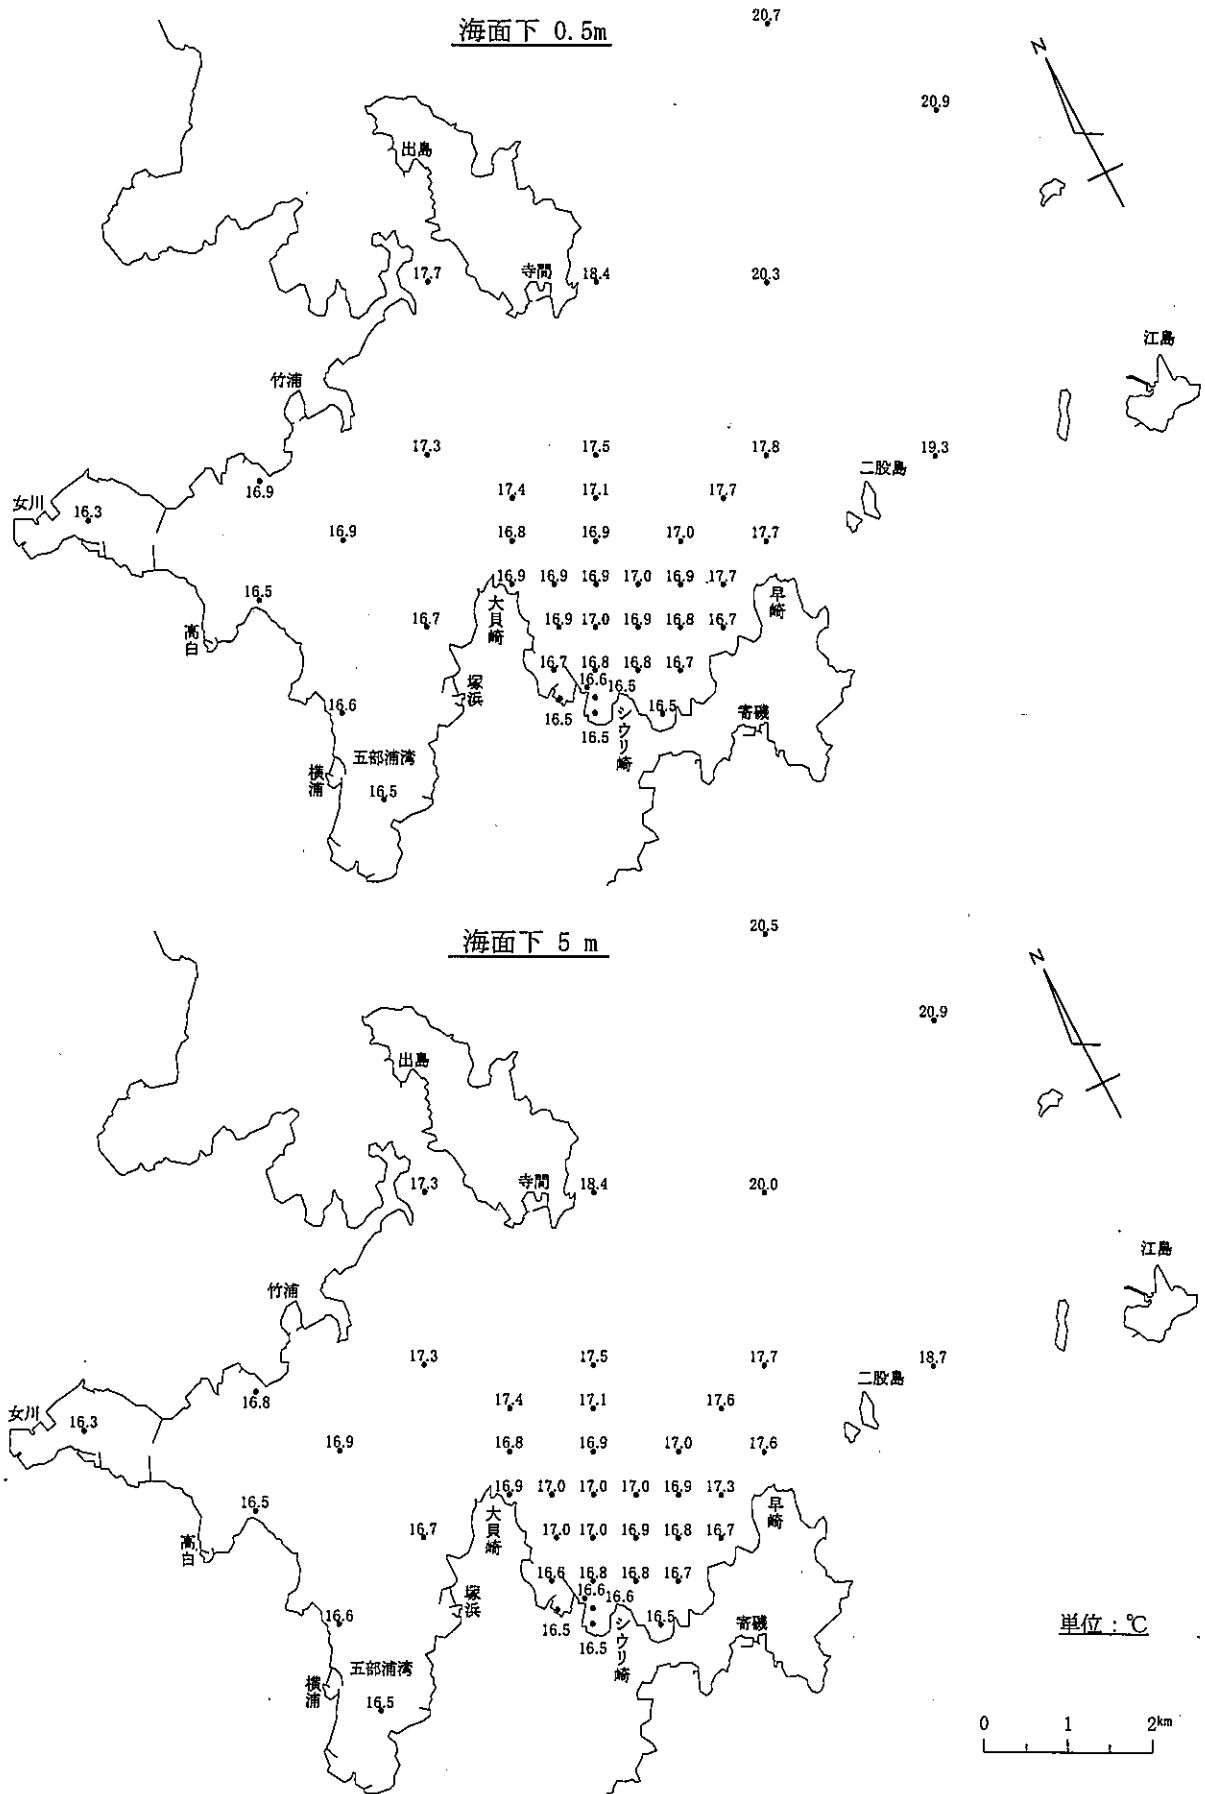 海面下 0.5m
20.7
N
20.9
出島
17.7
寺間
18.4
20.3
江島
竹浦
17.3
17.5
17.8
19.3
二股島
16.9
17.4
17.1
17.7
女川
16.3
16.9
16.8
16.9
17.0
17.7
16.9
16.9
16.9
17.0
16.9
17.7
大貝崎
早崎
16.5
16.7
16.9
17.0
16.9
16.8
16.7
高白
16.7
16.8
16.8
16.7
塚浜
16.6
16.5
16.6
16.5
16.5
16.5
シウリ崎
寄磯
五部浦湾
横浦
16.5
海面下 5 m
20.5
N
20.9
出島
17.3
寺間
18.4
20.0
江島
竹浦
17.3
17.5
17.7
18.7
二股島
16.8
17.4
17.1
17.6
女川
16.3
16.9
16.8
16.9
17.0
17.6
16.9
17.0
17.0
17.0
16.9
17.3
大貝崎
早崎
16.5
16.7
17.0
17.0
16.9
16.8
16.7
高白
16.6
16.8
16.8
16.7
塚浜
16.6
16.6
16.6
16.5
16.5
16.5
シウリ崎
寄磯
単位：℃
五部浦湾
横浦
16.5
0 1 2km